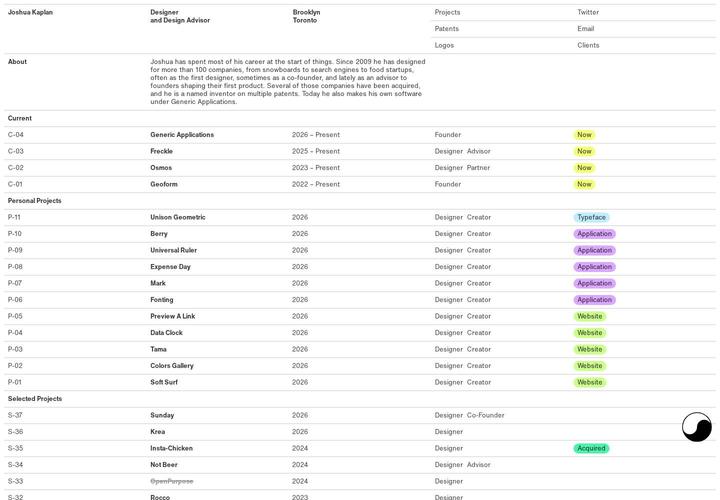 Joshua Kaplan Designer Brooklyn Projects Twitter
and Design Advisor Toronto
Patents Email
Logos Clients
About Joshua has spent most of his career at the start of things. Since 2009 he has designed
for more than 100 companies, from snowboards to search engines to food startups,
often as the first designer, sometimes as a co-founder, and lately as an advisor to
founders shaping their first product. Several of those companies have been acquired,
and he is a named inventor on multiple patents. Today he also makes his own software
under Generic Applications.
Current
C-04 Generic Applications 2026 – Present Founder Now
C-03 Freckle 2025 – Present Designer Advisor Now
C-02 Osmos 2023 – Present Designer Partner Now
C-01 Geoform 2022 – Present Founder Now
Personal Projects
P-11 Unison Geometric 2026 Designer Creator Typeface
P-10 Berry 2026 Designer Creator Application
P-09 Universal Ruler 2026 Designer Creator Application
P-08 Expense Day 2026 Designer Creator Application
P-07 Mark 2026 Designer Creator Application
P-06 Fonting 2026 Designer Creator Application
P-05 Preview A Link 2026 Designer Creator Website
P-04 Data Clock 2026 Designer Creator Website
P-03 Tama 2026 Designer Creator Website
P-02 Colors Gallery 2026 Designer Creator Website
P-01 Soft Surf 2026 Designer Creator Website
Selected Projects
S-37 Sunday 2026 Designer Co-Founder
S-36 Krea 2026 Designer
S-35 Insta-Chicken 2024 Designer Acquired
S-34 Not Beer 2024 Designer Advisor
S-33 OpenPurpose 2024 Designer
S-32 Rocco 2023 Designer